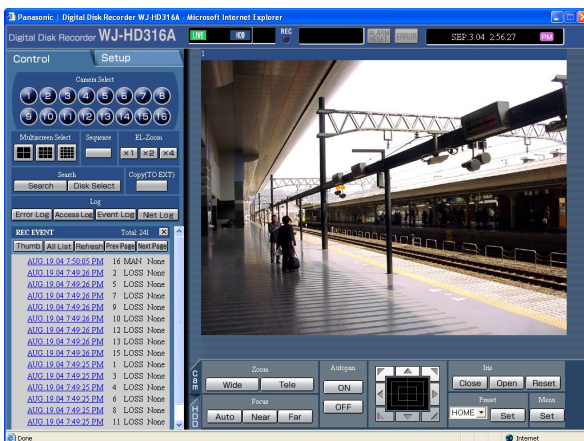 Panasonic | Digital Disk Recorder WJ-HD316A - Microsoft Internet Explorer
Digital Disk Recorder WJ-HD316A
LIVE HDD REC ALARM RESET ERROR SEP.3.04 2:56:27 PM
Control Setup
1
Camera Select
1 2 3 4 5 6 7 8
9 10 11 12 13 14 15 16
Multiscreen Select Sequence EL-Zoom
×1 ×2 ×4
Search Copy(TO EXT)
Search Disk Select
Log
Error Log Access Log Event Log Net Log
REC EVENT Total: 241
Thumb All List Refresh Prev Page Next Page
AUG.19.04 7:50:05 PM 16 MAN None
AUG.19.04 7:49:26 PM 2 LOSS None
AUG.19.04 7:49:26 PM 5 LOSS None
AUG.19.04 7:49:26 PM 7 LOSS None
AUG.19.04 7:49:26 PM 9 LOSS None
AUG.19.04 7:49:26 PM 10 LOSS None
AUG.19.04 7:49:26 PM 12 LOSS None
AUG.19.04 7:49:26 PM 13 LOSS None
AUG.19.04 7:49:26 PM 15 LOSS None
AUG.19.04 7:49:25 PM 1 LOSS None
AUG.19.04 7:49:25 PM 3 LOSS None
AUG.19.04 7:49:25 PM 4 LOSS None
AUG.19.04 7:49:25 PM 6 LOSS None
AUG.19.04 7:49:25 PM 8 LOSS None
AUG.19.04 7:49:25 PM 11 LOSS None
Cam
HDD
Zoom Autopan Iris
Wide Tele ON Close Open Reset
Focus Preset Menu
Auto Near Far OFF HOME Set Set
Done Internet